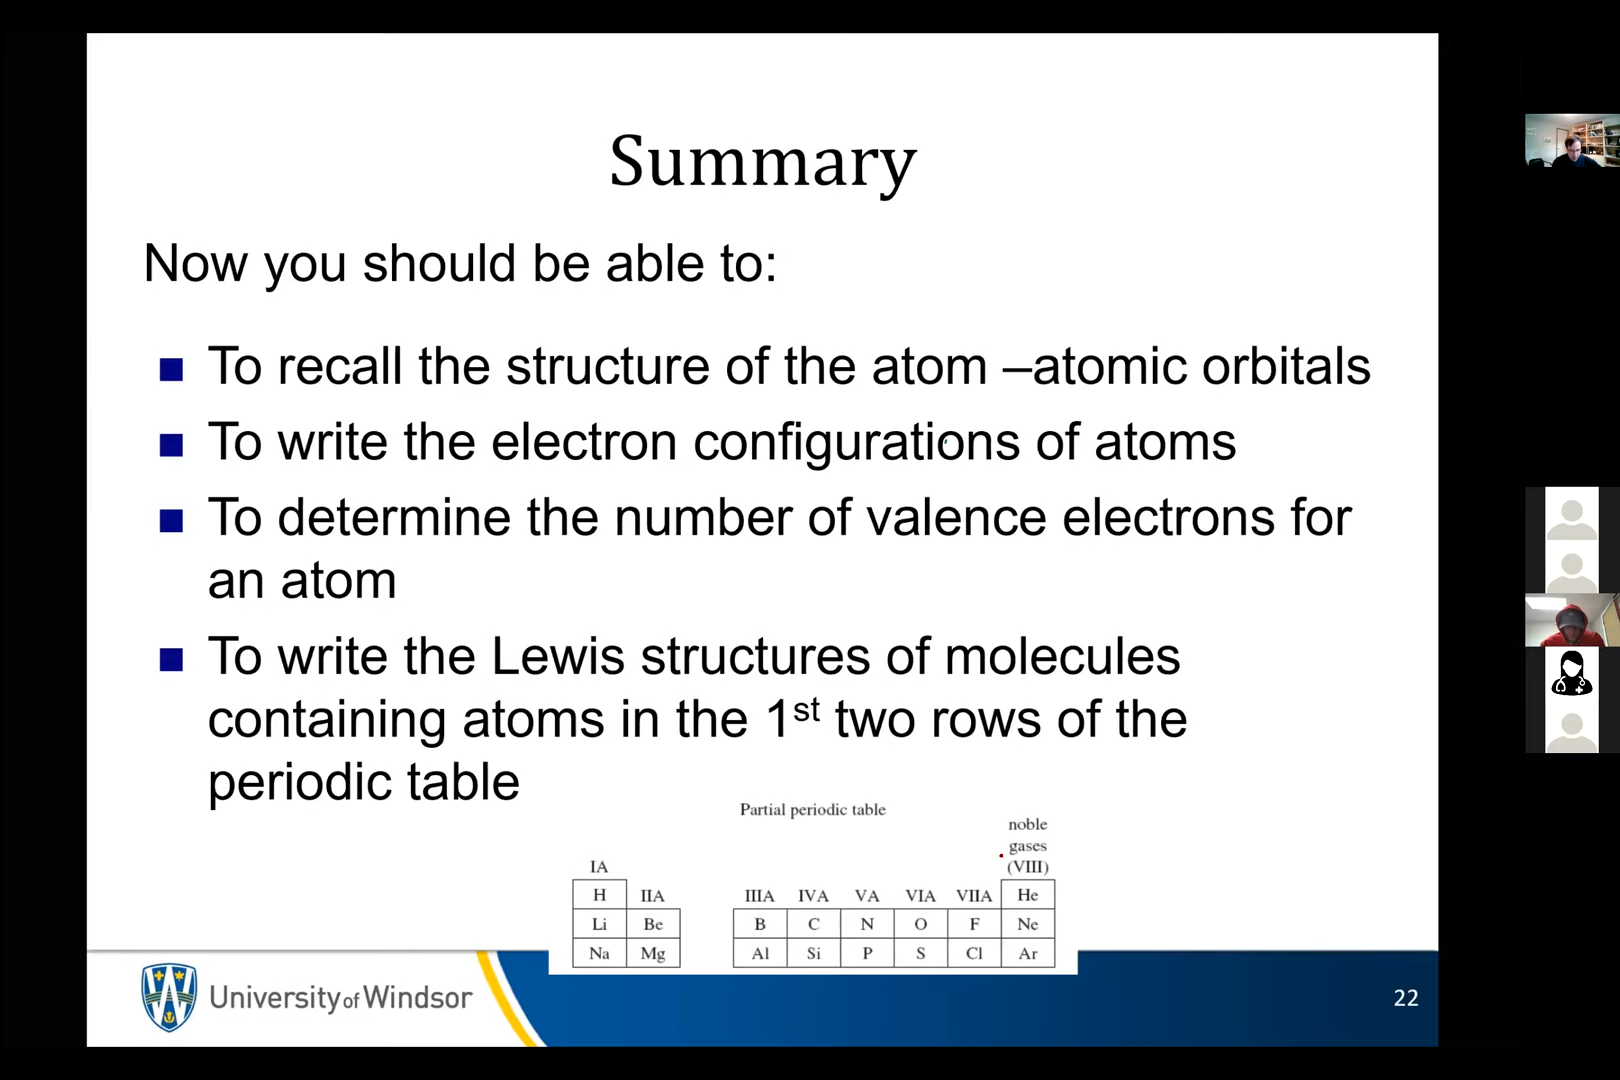 Summary
Now you should be able to:
To recall the structure of the atom –atomic orbitals
To write the electron configurations of atoms
To determine the number of valence electrons for
an atom
To write the Lewis structures of molecules
containing atoms in the 1st two rows of the
periodic table
Partial periodic table
noble
gases
(VIII)
IA
H IIA IIIA IVA VA VIA VIIA He
Li Be B C N O F Ne
Na Mg Al Si P S Cl Ar
University of Windsor
22